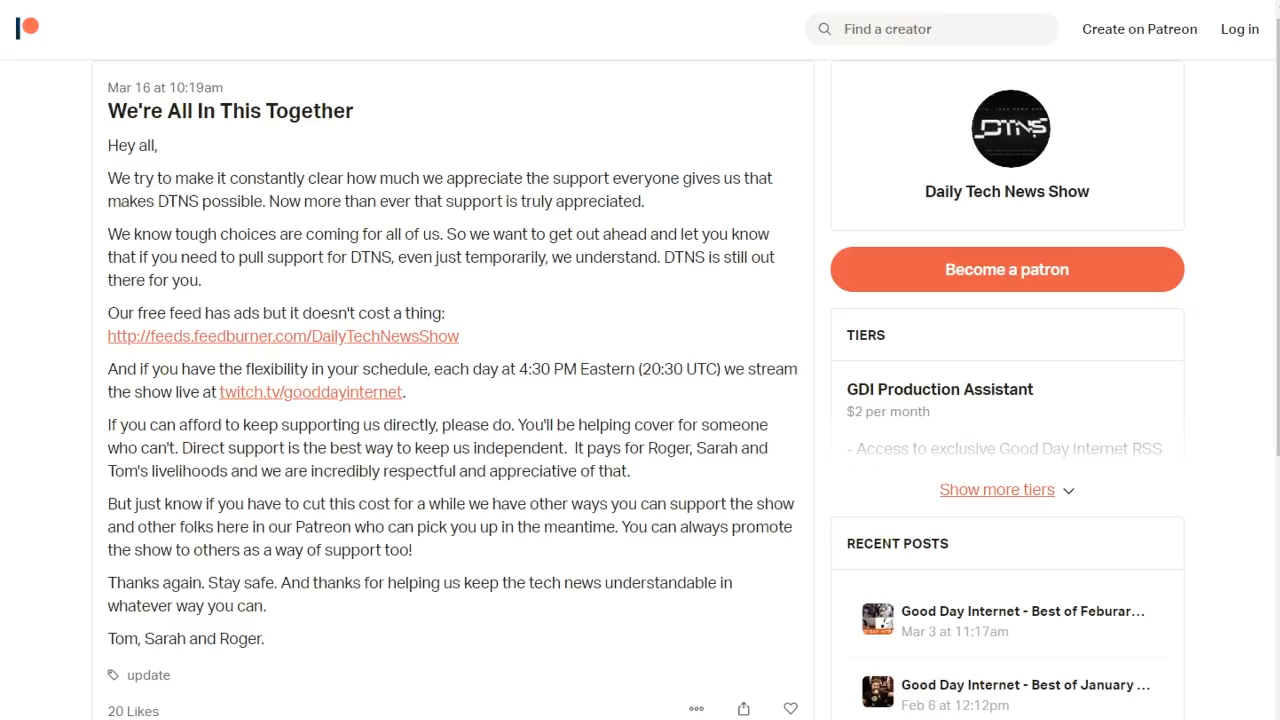 Find a creator
Create on Patreon
Log in
Mar 16 at 10:19am
We're All In This Together
Hey all,
We try to make it constantly clear how much we appreciate the support everyone gives us that
makes DTNS possible. Now more than ever that support is truly appreciated.
We know tough choices are coming for all of us. So we want to get out ahead and let you know
that if you need to pull support for DTNS, even just temporarily, we understand. DTNS is still out
there for you.
Our free feed has ads but it doesn't cost a thing:
http://feeds.feedburner.com/DailyTechNewsShow
And if you have the flexibility in your schedule, each day at 4:30 PM Eastern (20:30 UTC) we stream
the show live at twitch.tv/gooddayinternet.
If you can afford to keep supporting us directly, please do. You'll be helping cover for someone
who can't. Direct support is the best way to keep us independent.  It pays for Roger, Sarah and
Tom's livelihoods and we are incredibly respectful and appreciative of that.
But just know if you have to cut this cost for a while we have other ways you can support the show
and other folks here in our Patreon who can pick you up in the meantime. You can always promote
the show to others as a way of support too!
Thanks again. Stay safe. And thanks for helping us keep the tech news understandable in
whatever way you can.
Tom, Sarah and Roger.
update
20 Likes
DTNS
Daily Tech News Show
Become a patron
TIERS
GDI Production Assistant
$2 per month
- Access to exclusive Good Day Internet RSS
Show more tiers
RECENT POSTS
Good Day Internet - Best of Feburar...
Mar 3 at 11:17am
Good Day Internet - Best of January ...
Feb 6 at 12:12pm